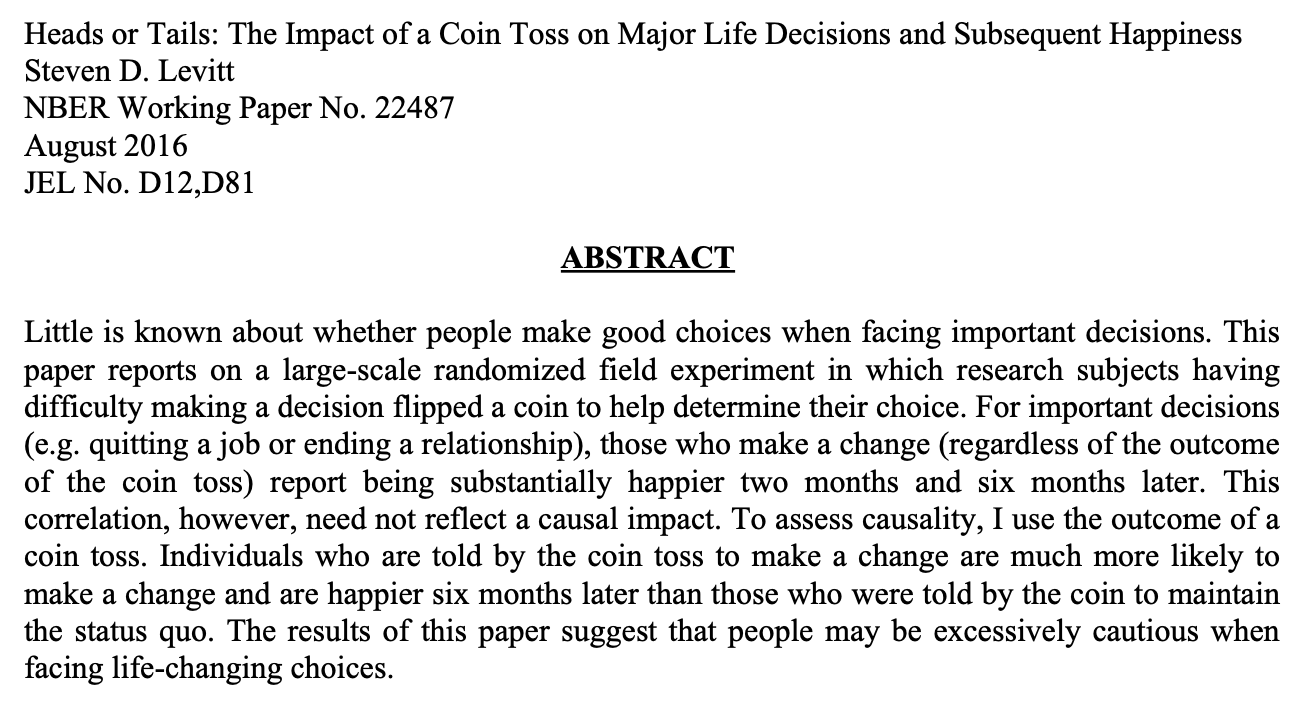 Heads or Tails: The Impact of a Coin Toss on Major Life Decisions and Subsequent Happiness
Steven D. Levitt
NBER Working Paper No. 22487
August 2016
JEL No. D12,D81
ABSTRACT
Little is known about whether people make good choices when facing important decisions. This
paper reports on a large-scale randomized field experiment in which research subjects having
difficulty making a decision flipped a coin to help determine their choice. For important decisions
(e.g. quitting a job or ending a relationship), those who make a change (regardless of the outcome
of the coin toss) report being substantially happier two months and six months later. This
correlation, however, need not reflect a causal impact. To assess causality, I use the outcome of a
coin toss. Individuals who are told by the coin toss to make a change are much more likely to
make a change and are happier six months later than those who were told by the coin to maintain
the status quo. The results of this paper suggest that people may be excessively cautious when
facing life-changing choices.